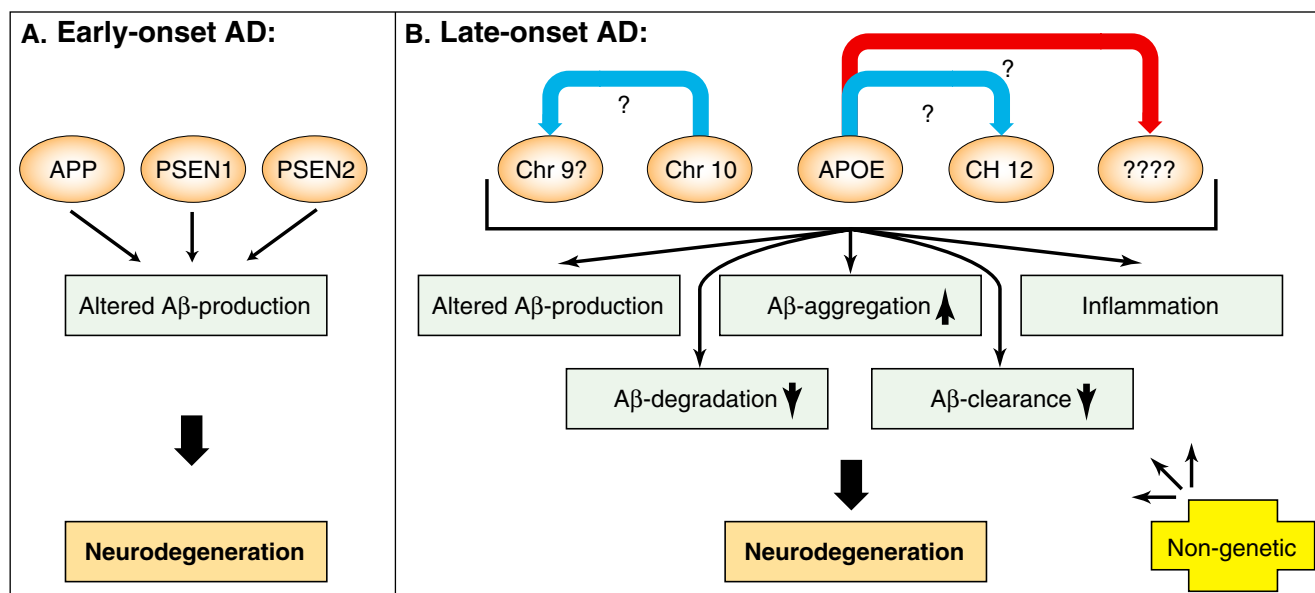 A. Early-onset AD:
APP
PSEN1
PSEN2
Altered Aβ-production
Neurodegeneration
B. Late-onset AD:
?
?
?
Chr 9?
Chr 10
APOE
CH 12
????
Altered Aβ-production
Aβ-aggregation
Inflammation
Aβ-degradation
Aβ-clearance
Neurodegeneration
Non-genetic